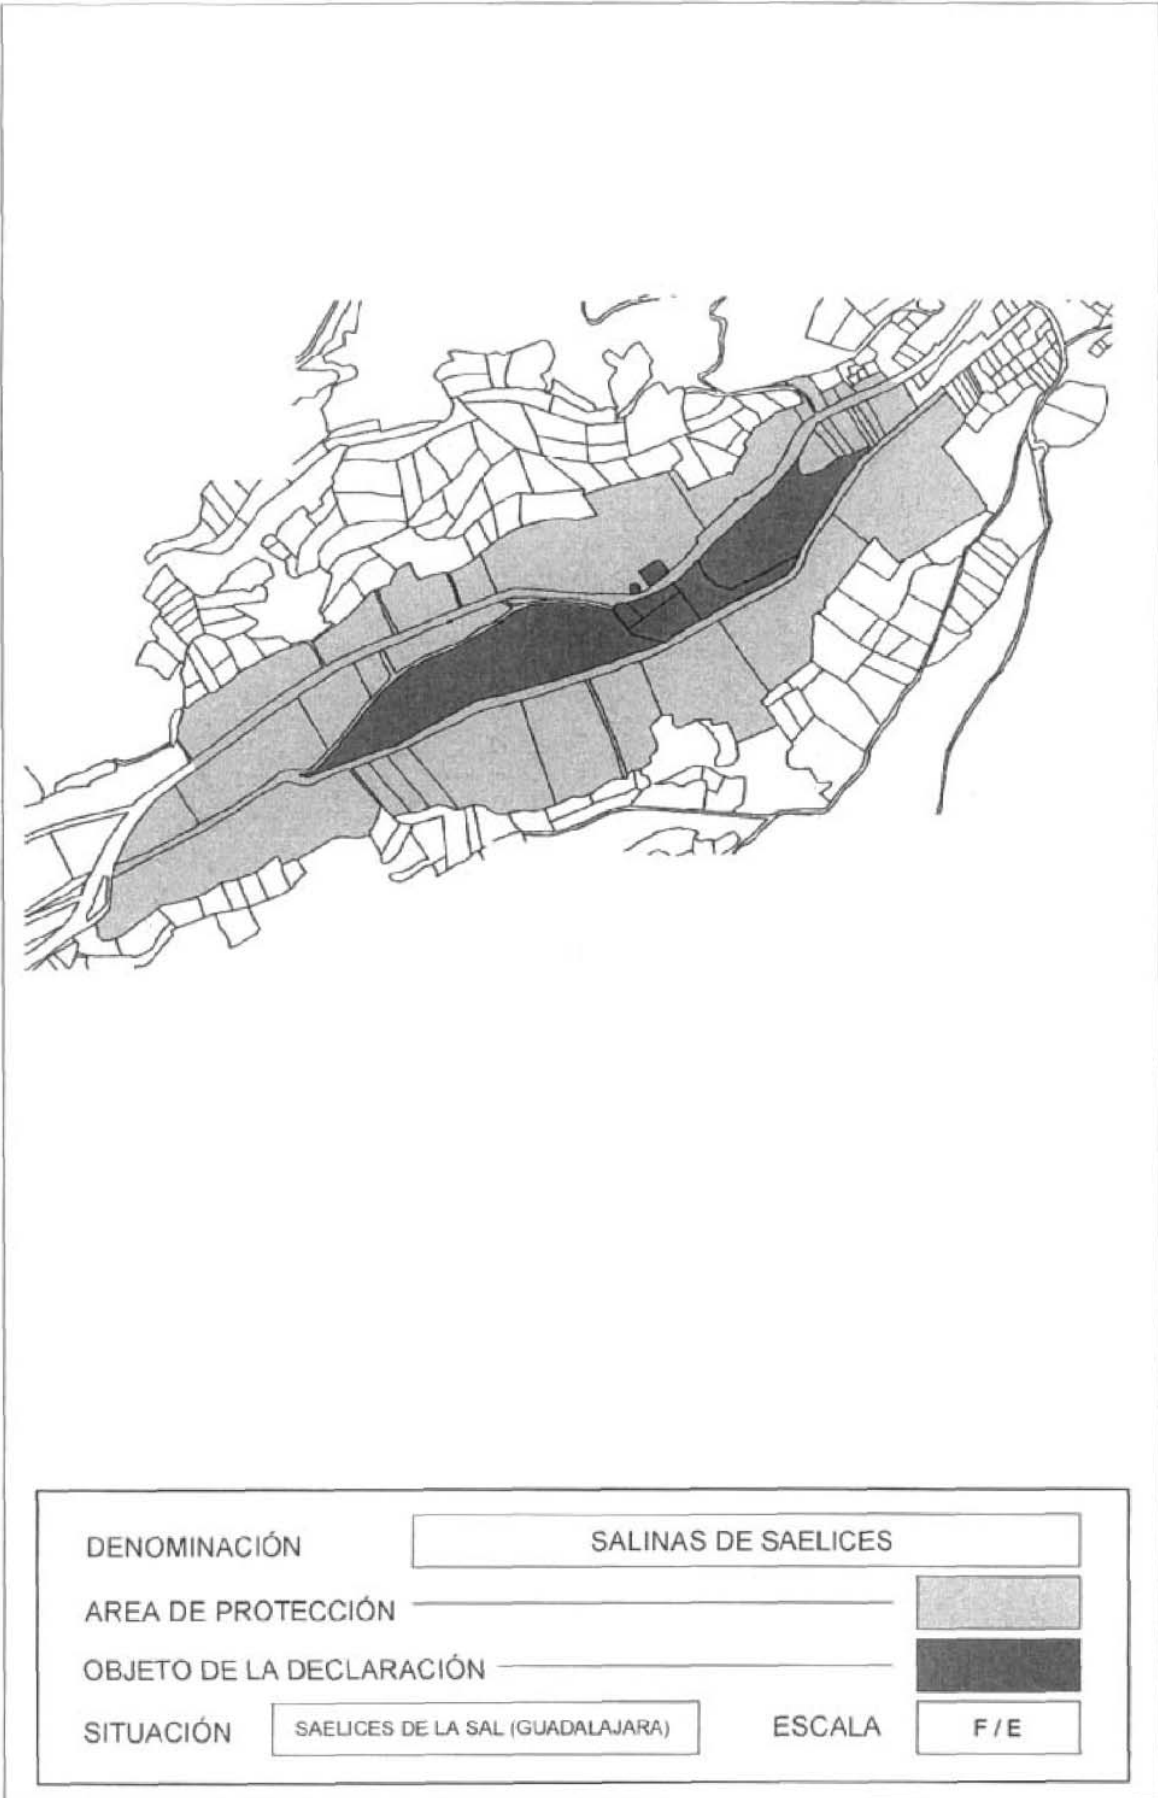 DENOMINACIÓN SALINAS DE SAELICES
AREA DE PROTECCIÓN
OBJETO DE LA DECLARACIÓN
SITUACIÓN SAELICES DE LA SAL (GUADALAJARA) ESCALA F / E